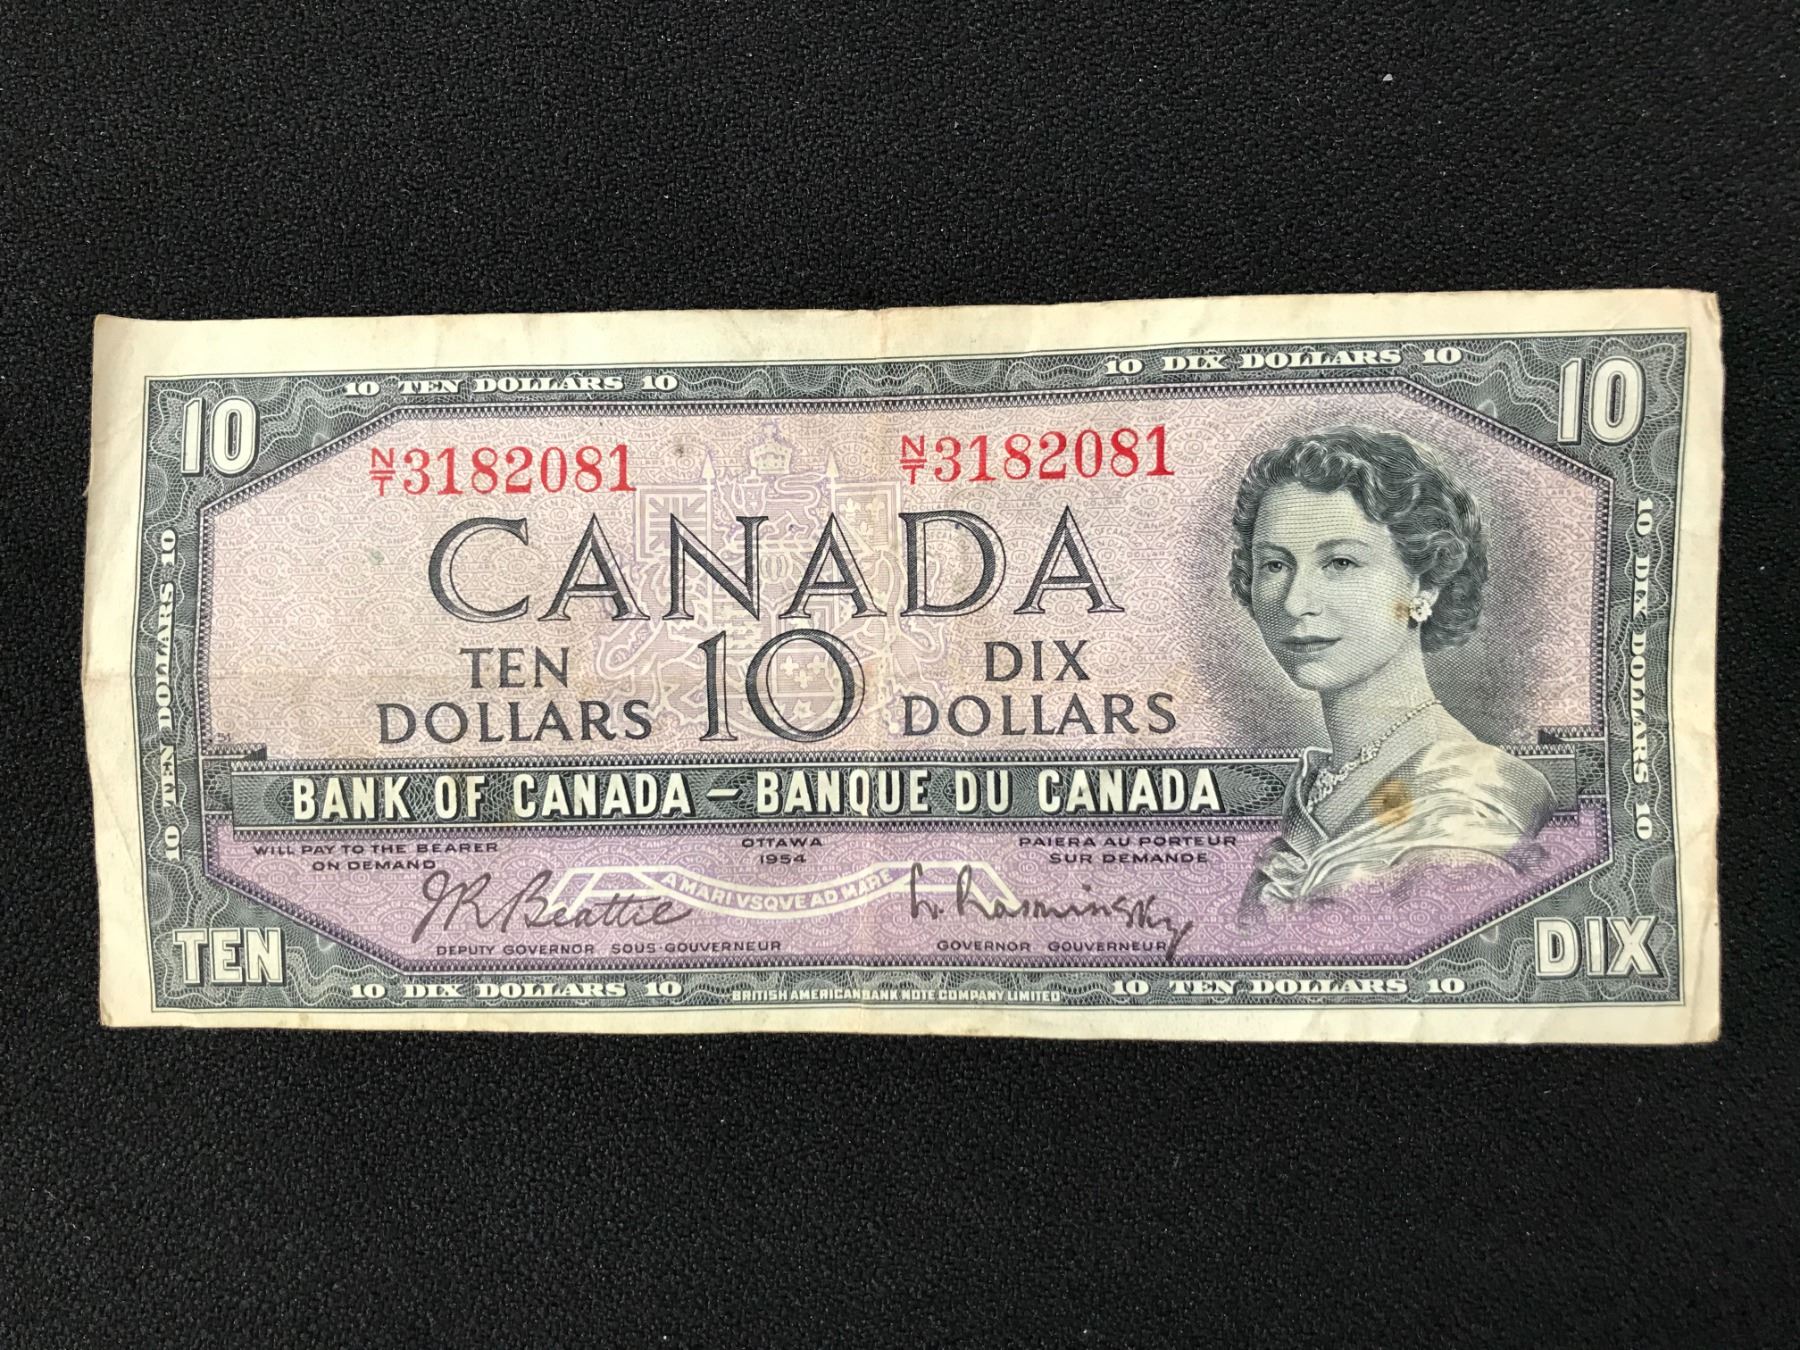 10 TEN DOLLARS 10 10 DIX DOLLARS 10
10 10
N/T 3182081 N/T 3182081
CANADA
TEN DOLLARS 10 DIX DOLLARS
BANK OF CANADA – BANQUE DU CANADA
WILL PAY TO THE BEARER ON DEMAND
OTTAWA
1954
PAIERA AU PORTEUR SUR DEMANDE
A MARI VSQVE AD MARE
J.R. Beattie L. Rasminsky
DEPUTY GOVERNOR SOUS-GOUVERNEUR GOVERNOR GOUVERNEUR
TEN DIX
10 DIX DOLLARS 10 BRITISH AMERICAN BANK NOTE COMPANY LIMITED 10 TEN DOLLARS 10
10 TEN DOLLARS 10
10 DIX DOLLARS 10